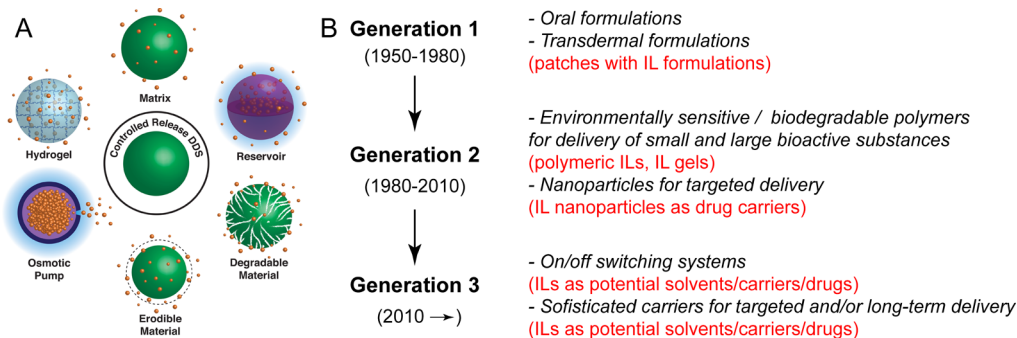 A
Matrix
Hydrogel
Controlled Release DDS
Reservoir
Osmotic
Pump
Degradable
Material
Erodible
Material
B
Generation 1
(1950-1980)
- Oral formulations
- Transdermal formulations
(patches with IL formulations)
Generation 2
(1980-2010)
- Environmentally sensitive / biodegradable polymers
for delivery of small and large bioactive substances
(polymeric ILs, IL gels)
- Nanoparticles for targeted delivery
(IL nanoparticles as drug carriers)
Generation 3
(2010 →)
- On/off switching systems
(ILs as potential solvents/carriers/drugs)
- Sofisticated carriers for targeted and/or long-term delivery
(ILs as potential solvents/carriers/drugs)